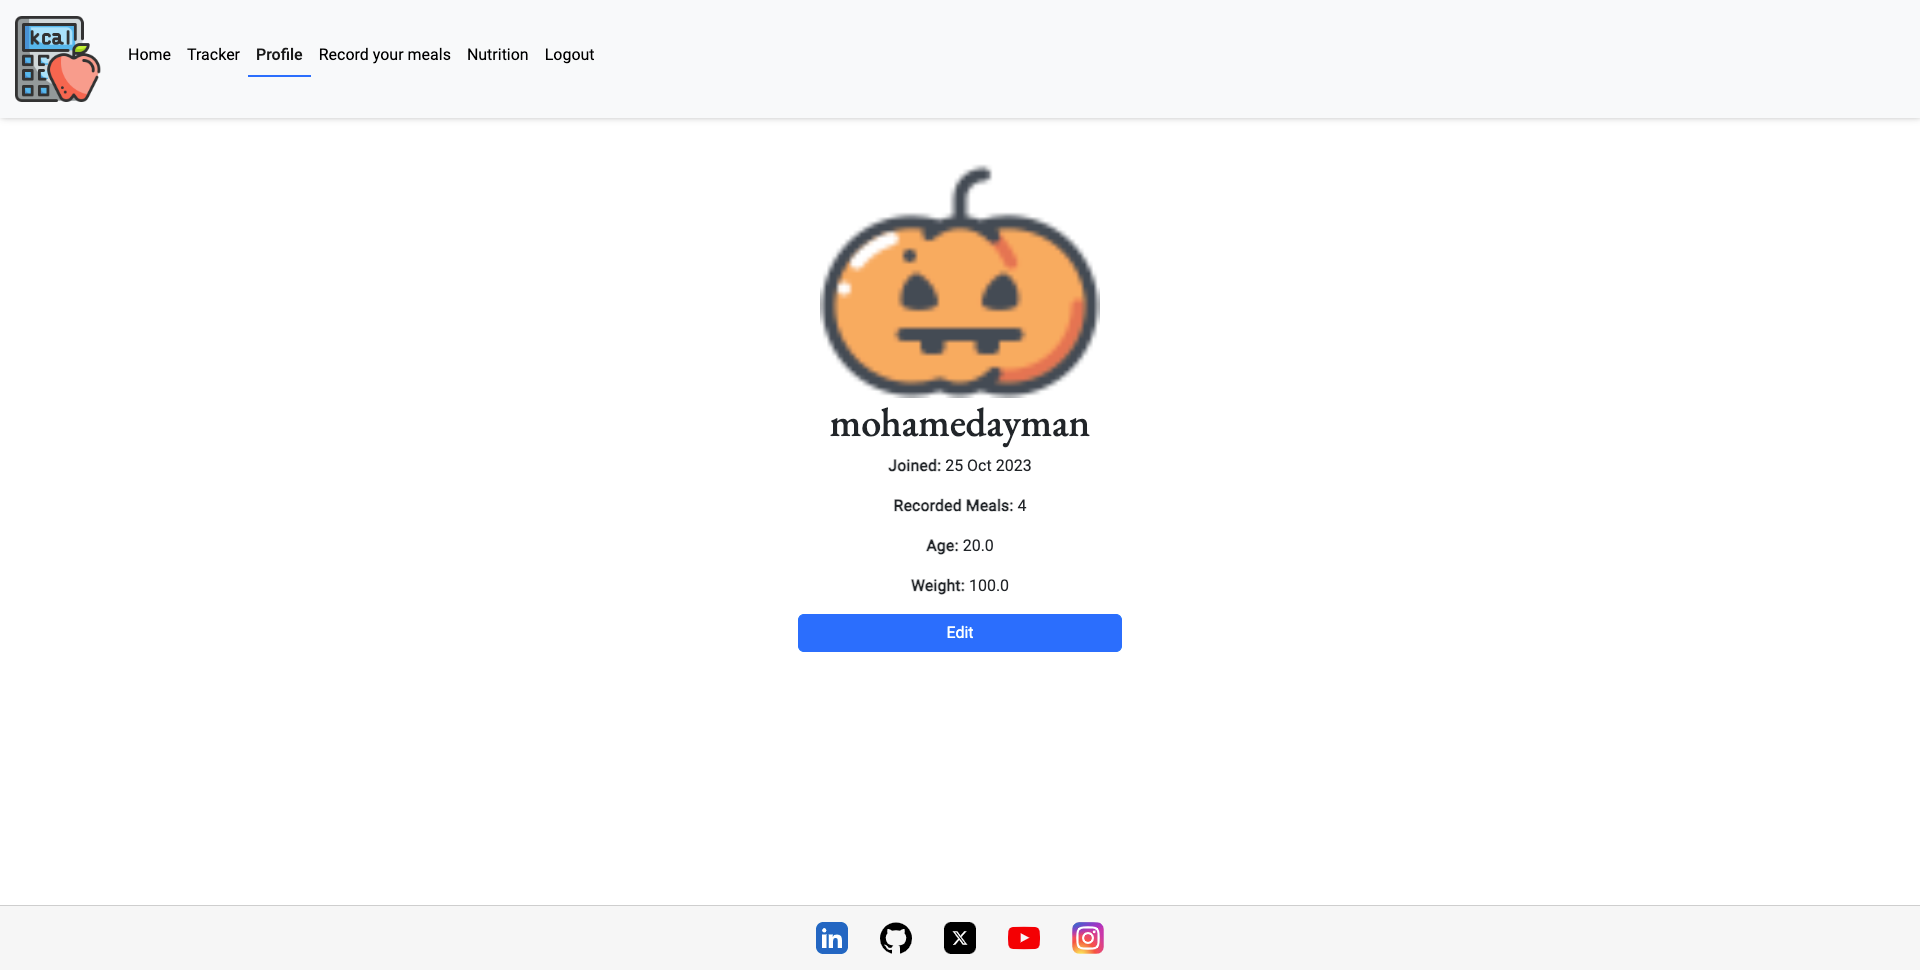 kcal
Home Tracker Profile Record your meals Nutrition Logout
mohamedayman
Joined: 25 Oct 2023
Recorded Meals: 4
Age: 20.0
Weight: 100.0
Edit
in X